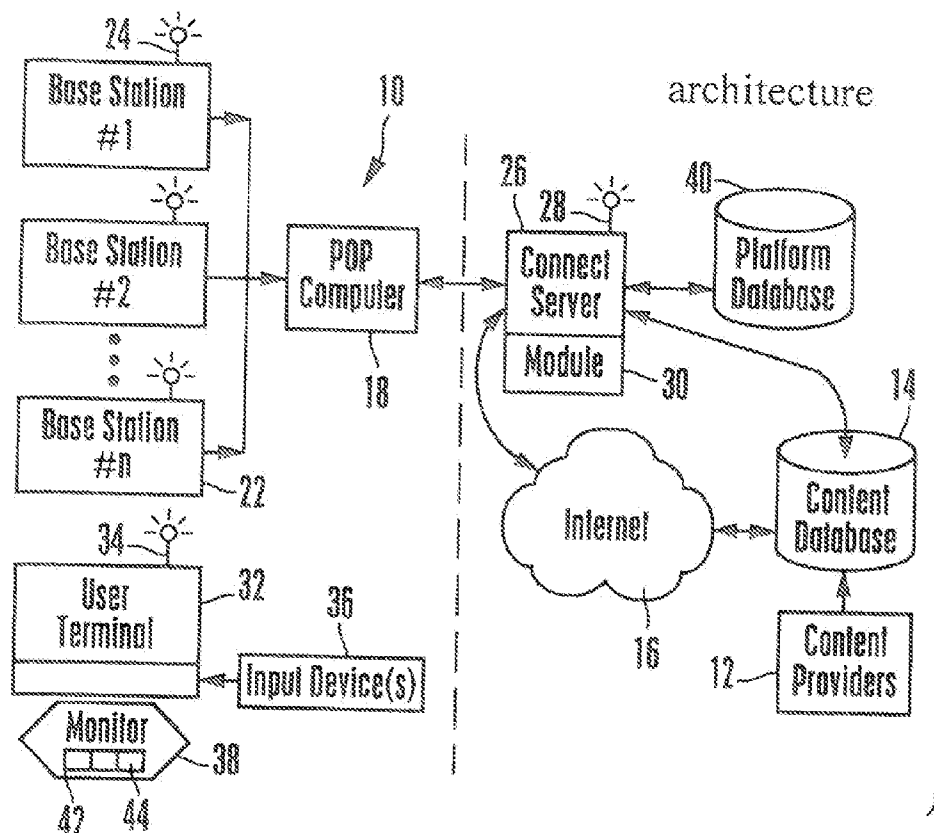 24
Base Station
#1
10
architecture
26
28
40
Base Station
#2
POP
Computer
18
Connect
Server
Module
30
Platform
Database
14
Base Station
#n
22
Internet
16
Content
Database
34
User
Terminal
32
36
Input Device(s)
12
Content
Providers
Monitor
38
42
44